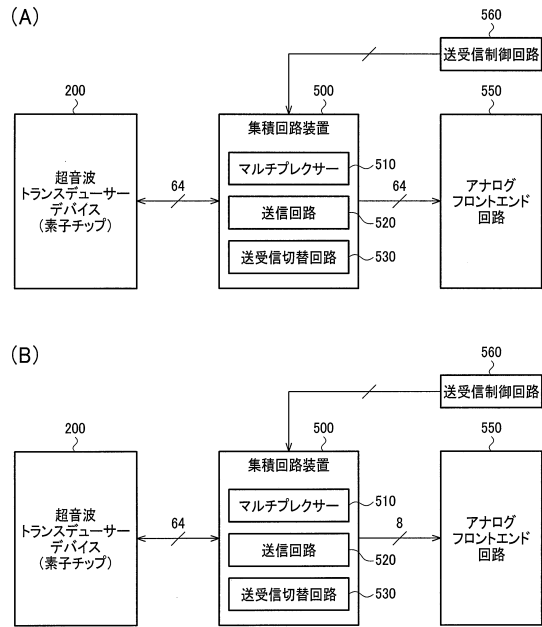 (A)
560
送受信制御回路
200
500
550
超音波
トランスデューサー
デバイス
(素子チップ)
64
集積回路装置
マルチプレクサー
510
送信回路
520
送受信切替回路
530
64
アナログ
フロントエンド
回路
(B)
560
送受信制御回路
200
500
550
超音波
トランスデューサー
デバイス
(素子チップ)
64
集積回路装置
マルチプレクサー
510
送信回路
520
送受信切替回路
530
8
アナログ
フロントエンド
回路